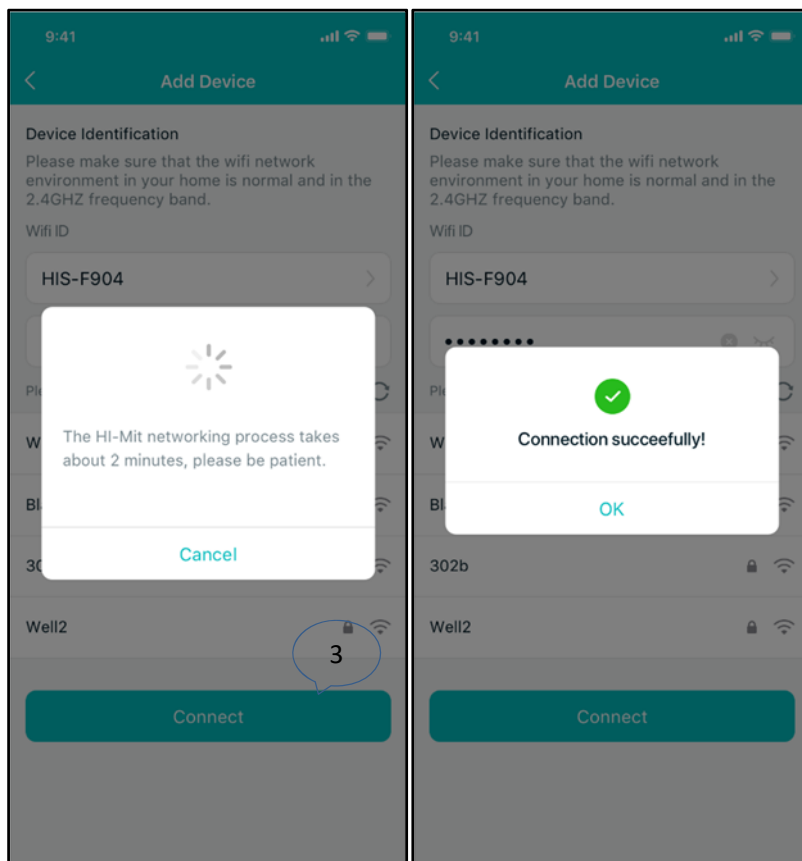 9:41
Add Device
Device Identification
Please make sure that the wifi network
environment in your home is normal and in the
2.4GHZ frequency band.
Wifi ID
HIS-F904
The HI-Mit networking process takes
about 2 minutes, please be patient.
Cancel
Well2
3
Connect
9:41
Add Device
Device Identification
Please make sure that the wifi network
environment in your home is normal and in the
2.4GHZ frequency band.
Wifi ID
HIS-F904
••••••••
Connection succeefully!
OK
302b
Well2
Connect